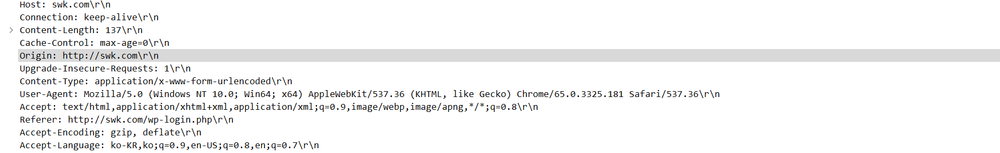 Host: swk.com\r\n
Connection: keep-alive\r\n
Content-Length: 137\r\n
Cache-Control: max-age=0\r\n
Origin: http://swk.com\r\n
Upgrade-Insecure-Requests: 1\r\n
Content-Type: application/x-www-form-urlencoded\r\n
User-Agent: Mozilla/5.0 (Windows NT 10.0; Win64; x64) AppleWebKit/537.36 (KHTML, like Gecko) Chrome/65.0.3325.181 Safari/537.36\r\n
Accept: text/html,application/xhtml+xml,application/xml;q=0.9,image/webp,image/apng,*/*;q=0.8\r\n
Referer: http://swk.com/wp-login.php\r\n
Accept-Encoding: gzip, deflate\r\n
Accept-Language: ko-KR,ko;q=0.9,en-US;q=0.8,en;q=0.7\r\n